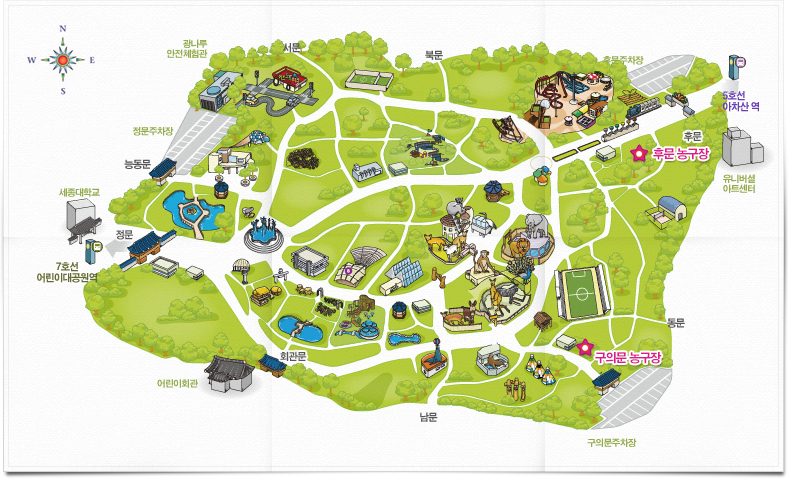 N
W
E
S
광나루
안전체험관
서문
북문
후문주차장
5호선
아차산 역
정문주차장
후문
후문 농구장
능동문
유니버설
아트센터
세종대학교
정문
7호선
어린이대공원역
동문
회관문
구의문 농구장
어린이회관
남문
구의문주차장